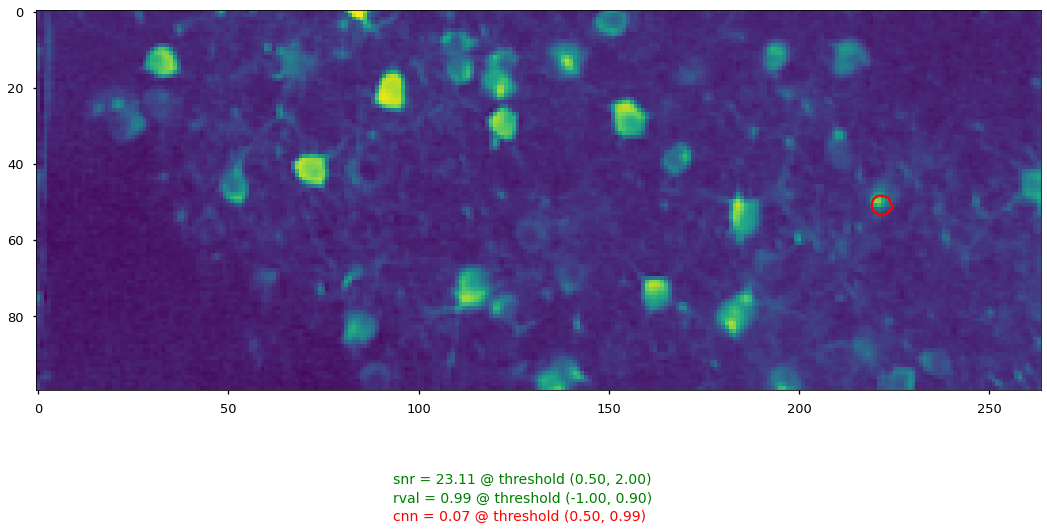 0
20
40
60
80
0 50 100 150 200 250
snr = 23.11 @ threshold (0.50, 2.00)
rval = 0.99 @ threshold (-1.00, 0.90)
cnn = 0.07 @ threshold (0.50, 0.99)